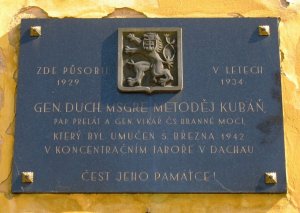 ZDE PŮSOBIL V LETECH
1929 1934
GEN. DUCH. MSGRE METODĚJ KUBÁŇ
PAP. PRELÁT A GEN. VIKÁŘ ČS. BRANNÉ MOCI,
KTERÝ BYL UMUČEN 5. BŘEZNA 1942
V KONCENTRAČNÍM TÁBOŘE V DACHAU
ČEST JEHO PAMÁTCE!